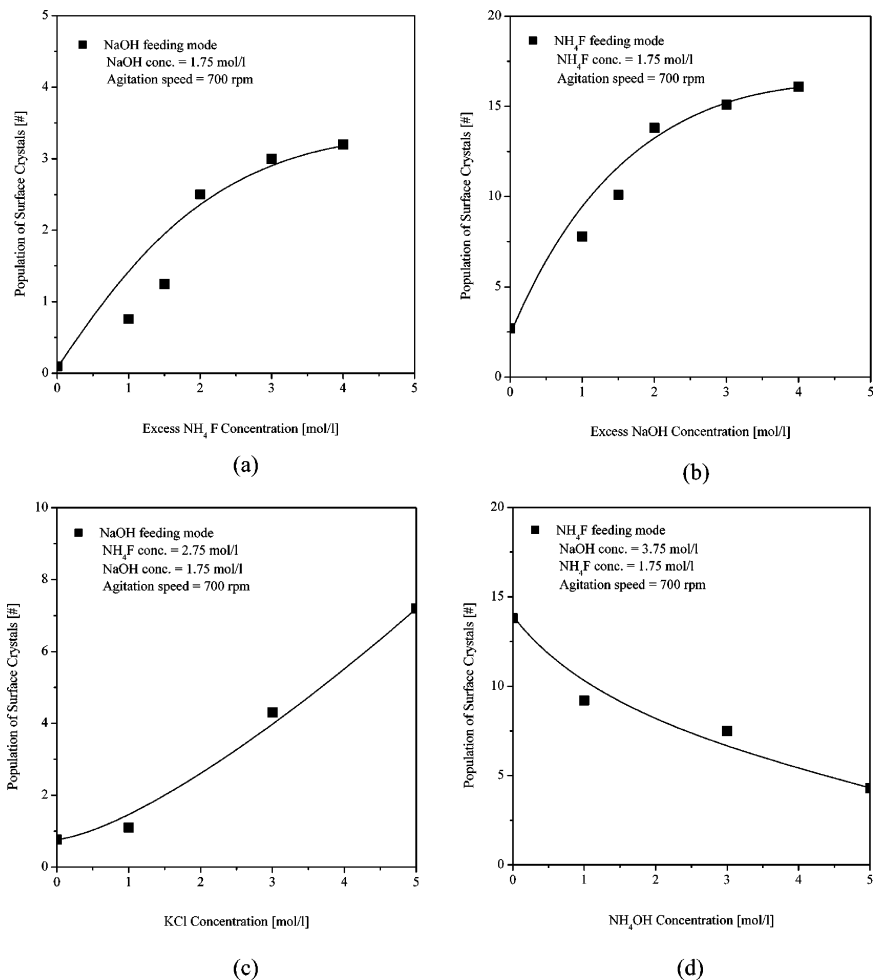 NaOH feeding mode
NaOH conc. = 1.75 mol/l
Agitation speed = 700 rpm
Population of Surface Crystals [#]
5
4
3
2
1
0
0 1 2 3 4 5
Excess NH₄ F Concentration [mol/l]
(a)
NH₄F feeding mode
NH₄F conc. = 1.75 mol/l
Agitation speed = 700 rpm
Population of Surface Crystals [#]
20
15
10
5
0
0 1 2 3 4 5
Excess NaOH Concentration [mol/l]
(b)
NaOH feeding mode
NH₄F conc. = 2.75 mol/l
NaOH conc. = 1.75 mol/l
Agitation speed = 700 rpm
Population of Surface Crystals [#]
10
8
6
4
2
0
0 1 2 3 4 5
KCl Concentration [mol/l]
(c)
NH₄F feeding mode
NaOH conc. = 3.75 mol/l
NH₄F conc. = 1.75 mol/l
Agitation speed = 700 rpm
Population of Surface Crystals [#]
20
15
10
5
0
0 1 2 3 4 5
NH₄OH Concentration [mol/l]
(d)